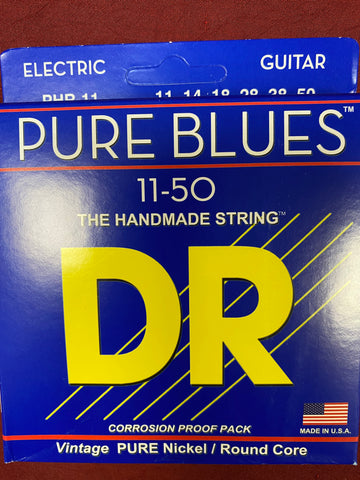 ELECTRIC GUITAR
PHR-11 11-14-18-28-38-50
PURE BLUES™
11-50
THE HANDMADE STRING™
DR
CORROSION PROOF PACK
MADE IN U.S.A.
Vintage PURE Nickel / Round Core